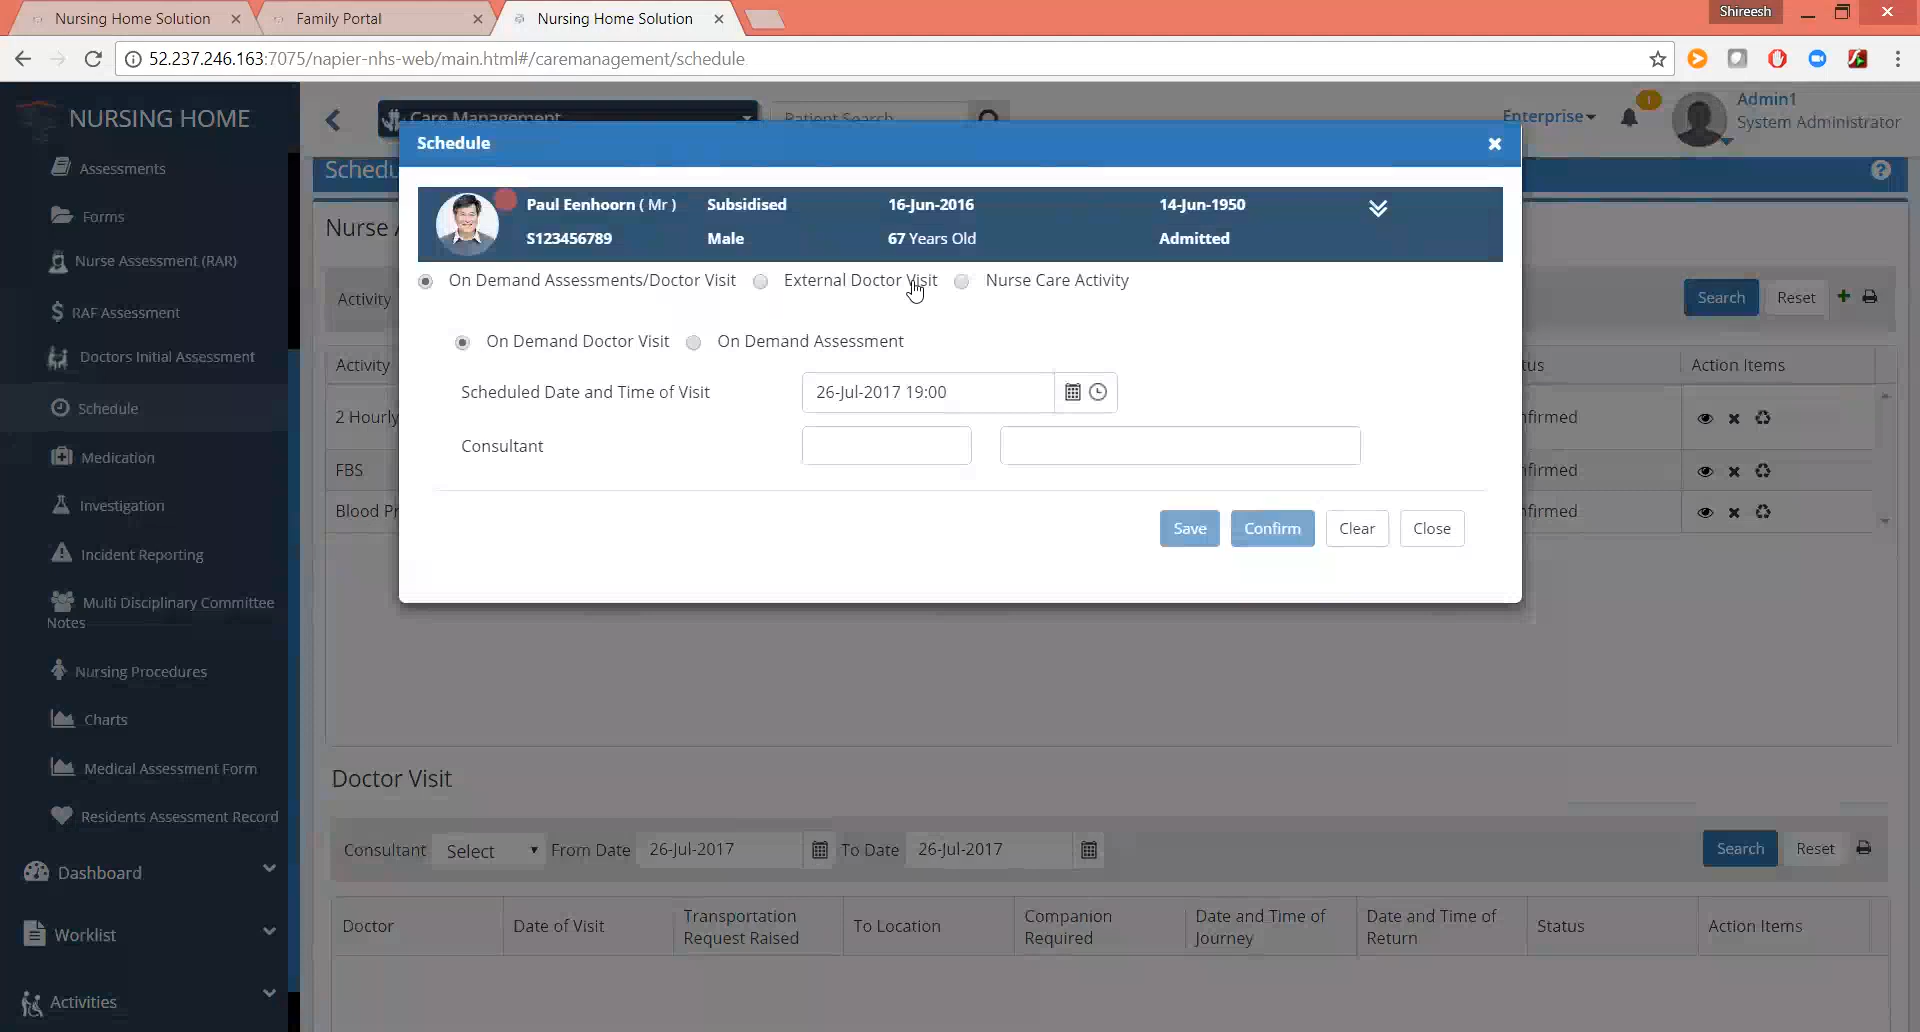 Nursing Home Solution
Family Portal
Nursing Home Solution
Shireesh
52.237.246.163:7075/napier-nhs-web/main.html#/caremanagement/schedule
NURSING HOME
Care Management
Patient Search
Enterprise
1
Admin1
System Administrator
Assessments
Forms
Nurse Assessment (RAR)
RAF Assessment
Doctors Initial Assessment
Schedule
Medication
Investigation
Incident Reporting
Multi Disciplinary Committee
Notes
Nursing Procedures
Charts
Medical Assessment Form
Residents Assessment Record
Dashboard
Worklist
Activities
Schedule
Paul Eenhoorn ( Mr )
Subsidised
16-Jun-2016
14-Jun-1950
S123456789
Male
67 Years Old
Admitted
On Demand Assessments/Doctor Visit
External Doctor Visit
Nurse Care Activity
On Demand Doctor Visit
On Demand Assessment
Scheduled Date and Time of Visit
26-Jul-2017 19:00
Consultant
Save
Confirm
Clear
Close
Nurse
Activity
Search
Reset
Activity
Action Items
2 Hourly
FBS
Blood
Doctor Visit
Consultant
Select
From Date
26-Jul-2017
To Date
26-Jul-2017
Search
Reset
Doctor
Date of Visit
Transportation
Request Raised
To Location
Companion
Required
Date and Time of
Journey
Date and Time of
Return
Status
Action Items